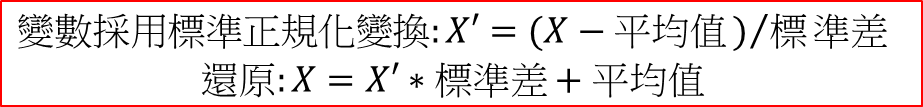 變數採用標準正規化變換: X′ = (X − 平均值)/標準差
還原: X = X′ ∗ 標準差 + 平均值